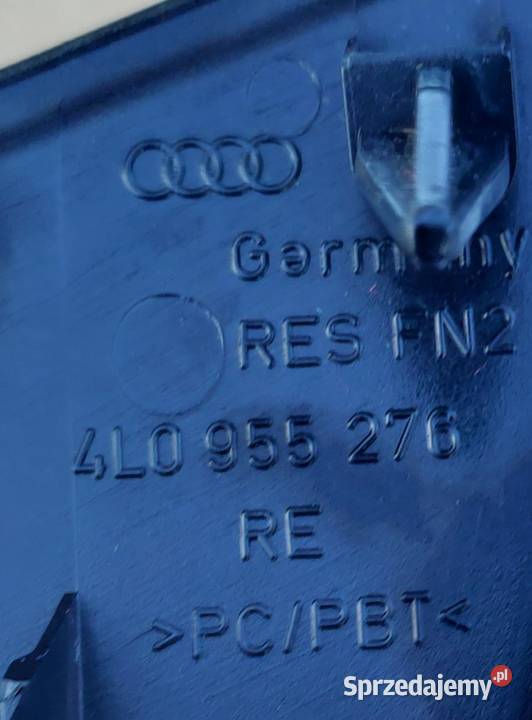 Germany
RES FN2
4L0 955 276
RE
>PC/PBT<
Sprzedajemy.pl